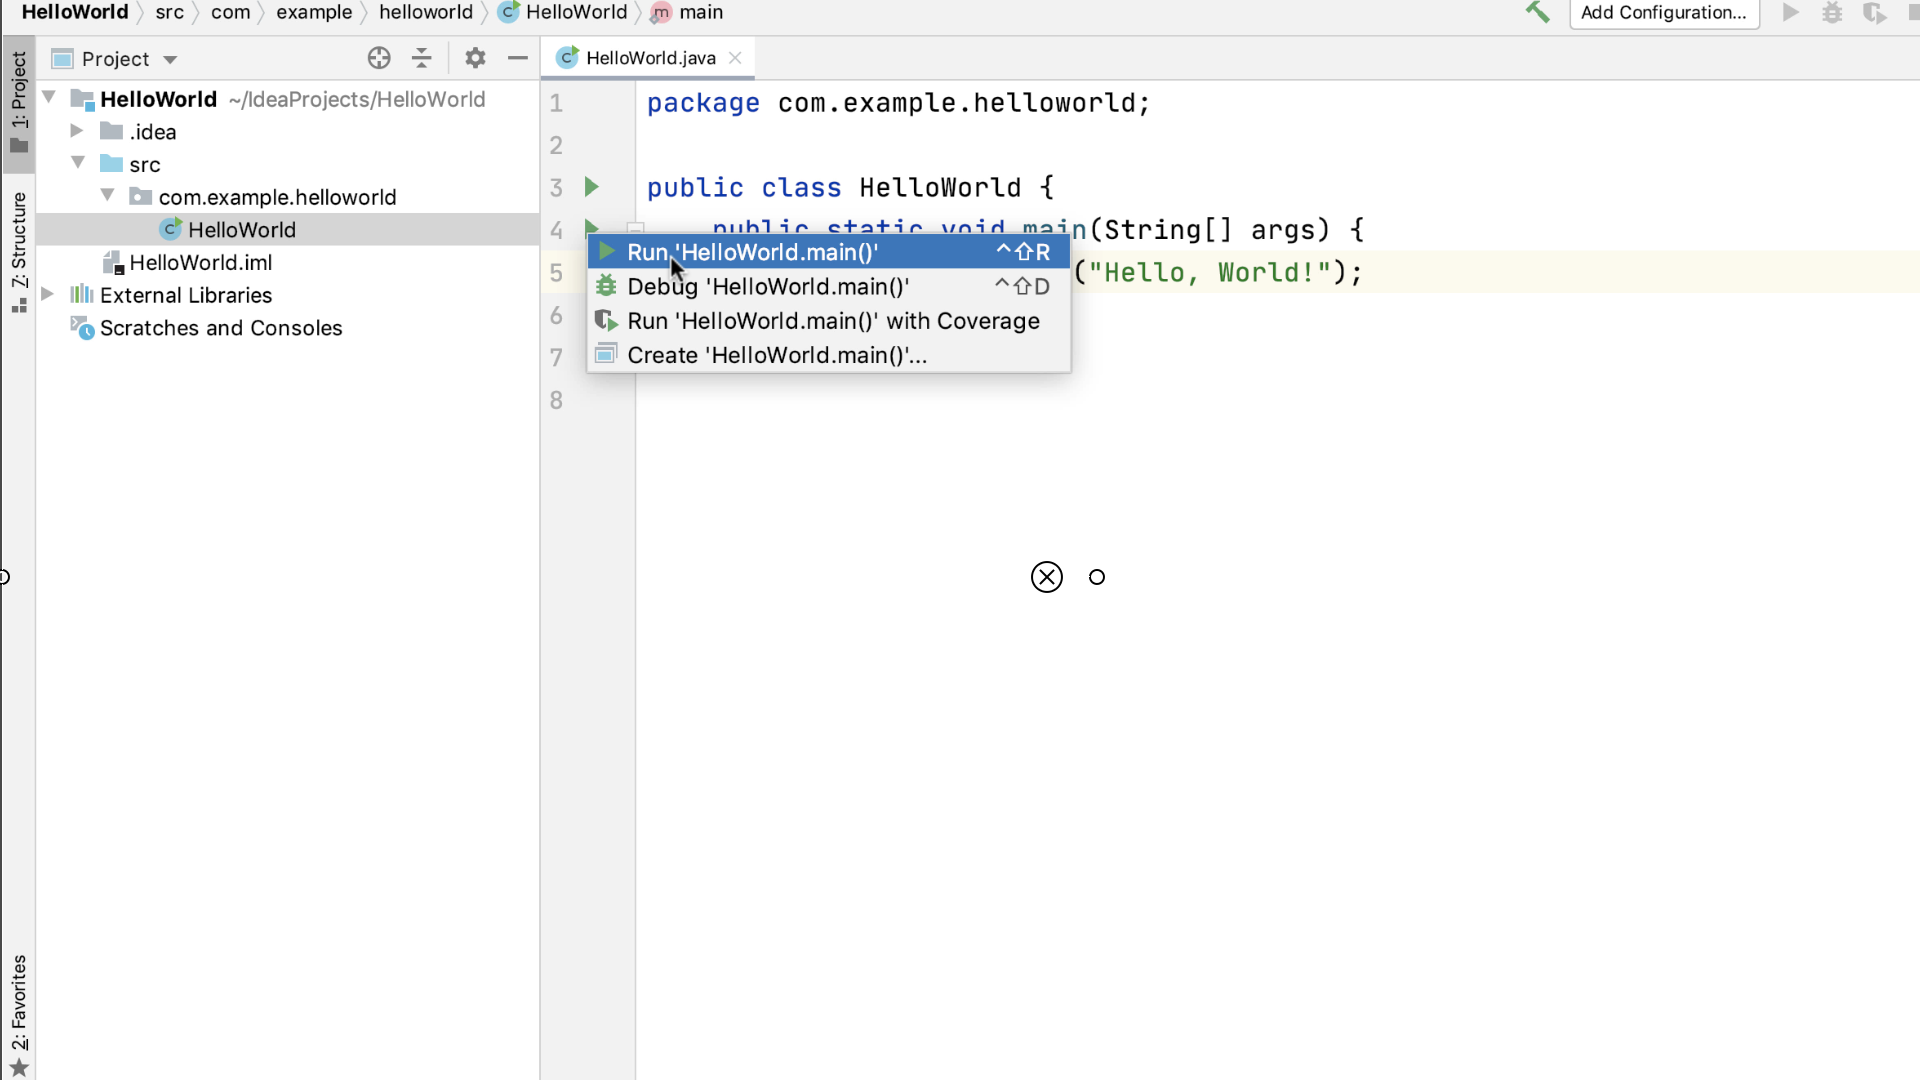 HelloWorld src com example helloworld HelloWorld main
Add Configuration...
1: Project
Z: Structure
2: Favorites
Project
HelloWorld ~/IdeaProjects/HelloWorld
.idea
src
com.example.helloworld
HelloWorld
HelloWorld.iml
External Libraries
Scratches and Consoles
HelloWorld.java
1 package com.example.helloworld;
2
3 public class HelloWorld {
4 public static void main(String[] args) {
5 ("Hello, World!");
6
7
8
Run 'HelloWorld.main()' ^⇧R
Debug 'HelloWorld.main()' ^⇧D
Run 'HelloWorld.main()' with Coverage
Create 'HelloWorld.main()'...